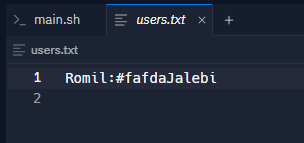 main.sh users.txt
users.txt
1 Romil:#fafdaJalebi
2